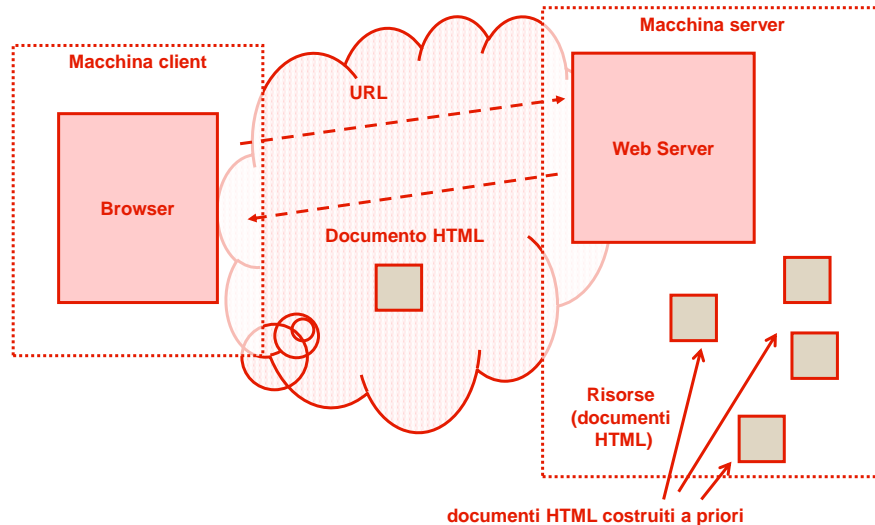 Macchina server
Macchina client
URL
Web Server
Browser
Documento HTML
Risorse
(documenti
HTML)
documenti HTML costruiti a priori